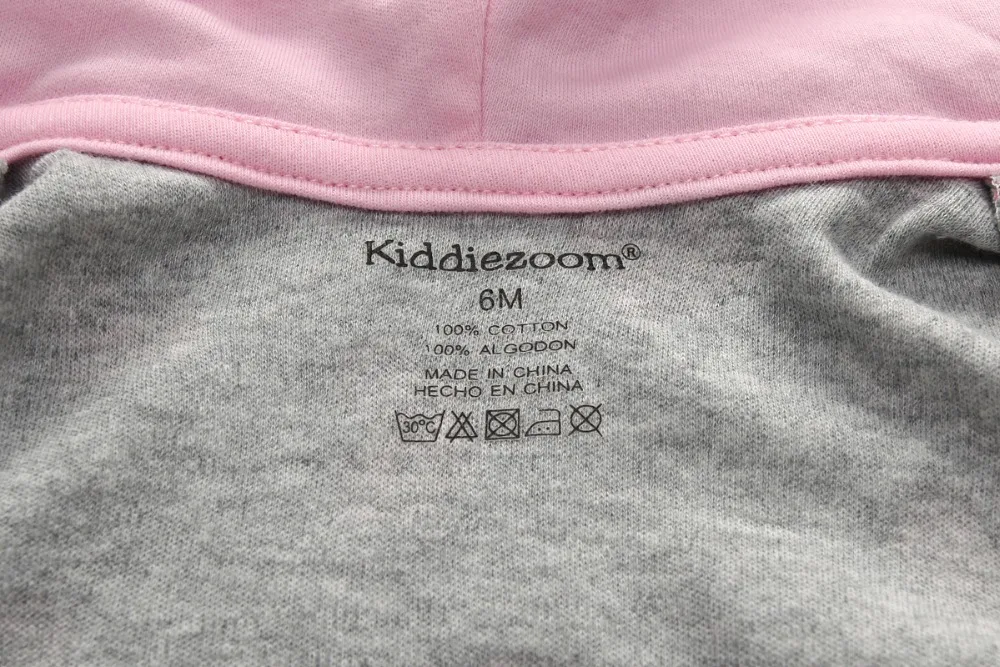 Kiddiezoom®
6M
100% COTTON
100% ALGODON
MADE IN CHINA
HECHO EN CHINA
30°C